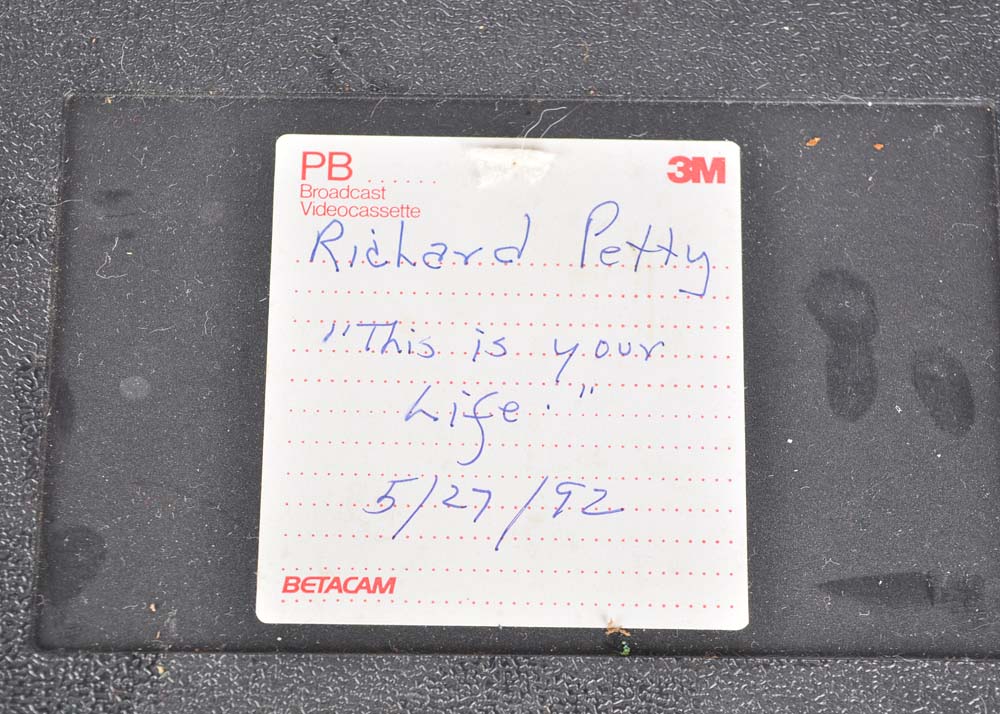 PB ...... 3M
Broadcast
Videocassette
Richard Petty
"This is your
Life."
5/27/92
BETACAM